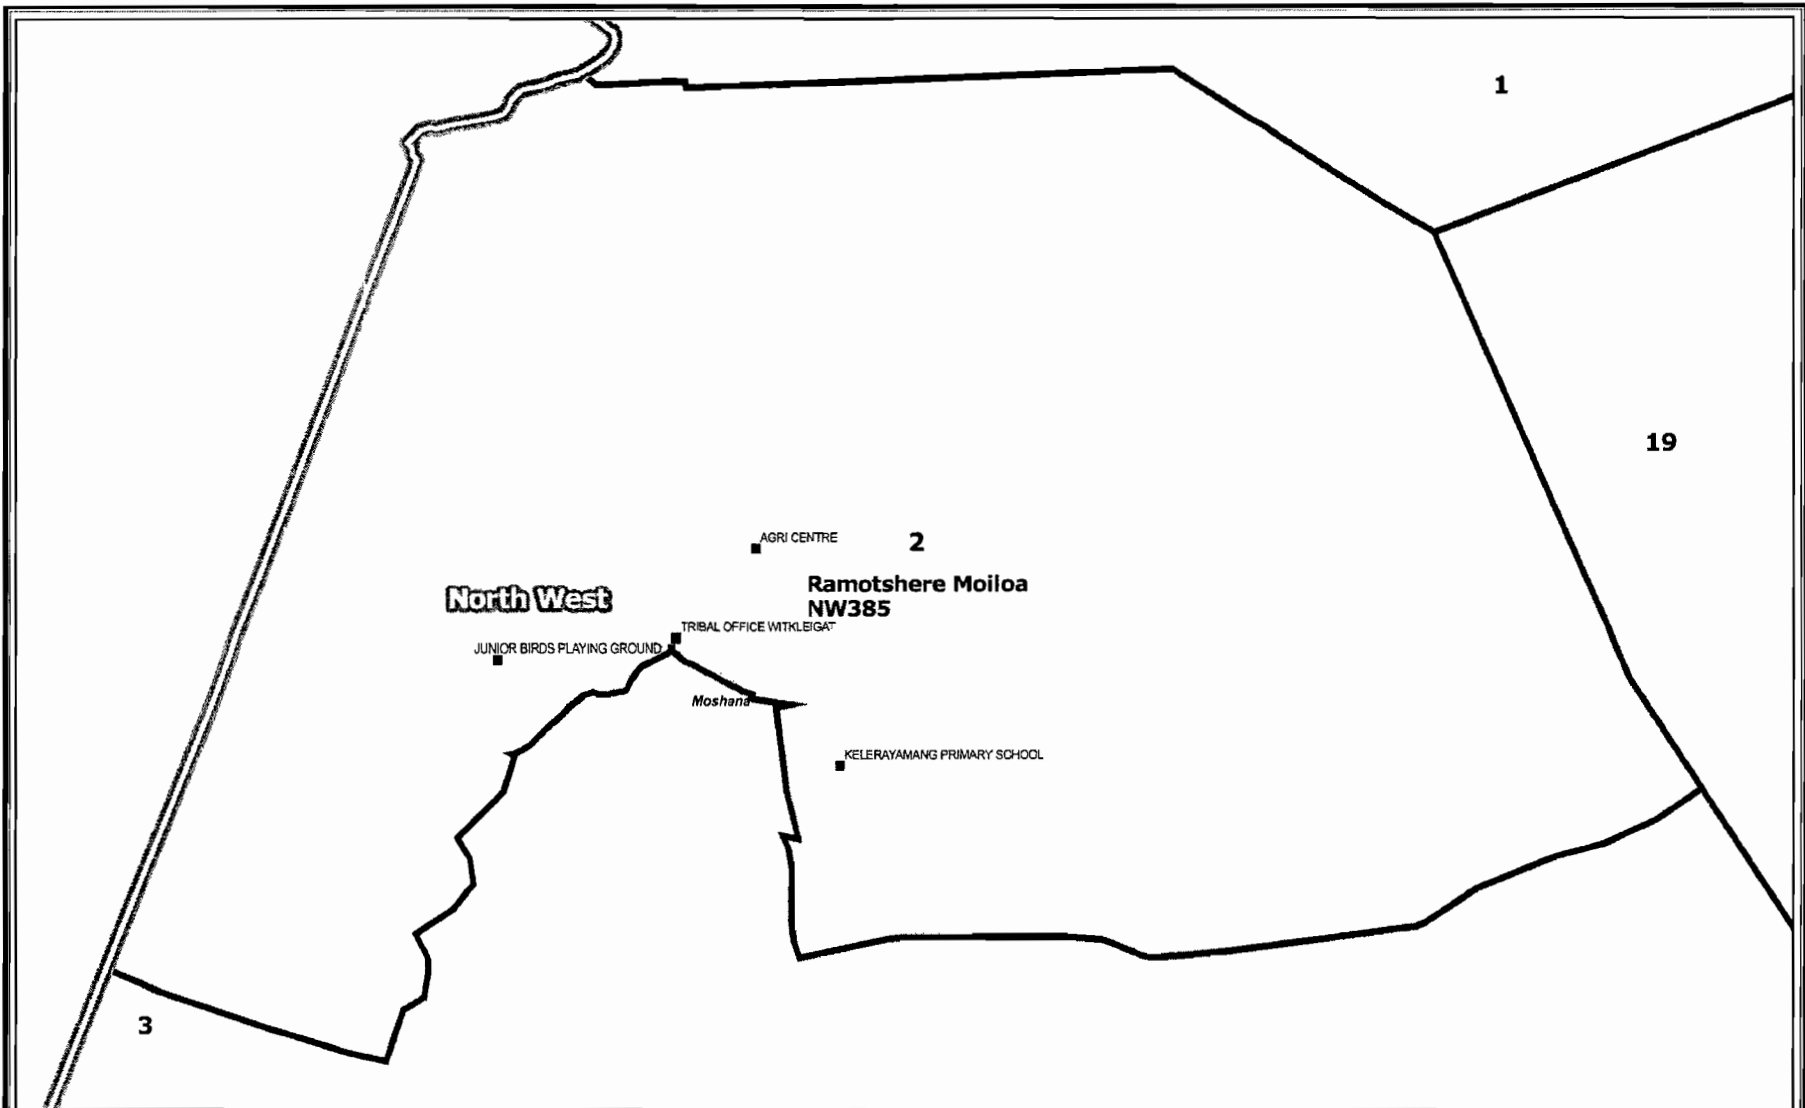 1
19
AGRI CENTRE
2
Ramotshere Moiloa
NW385
North West
TRIBAL OFFICE WITKLEIGAT
JUNIOR BIRDS PLAYING GROUND
Moshana
KELERAYAMANG PRIMARY SCHOOL
3